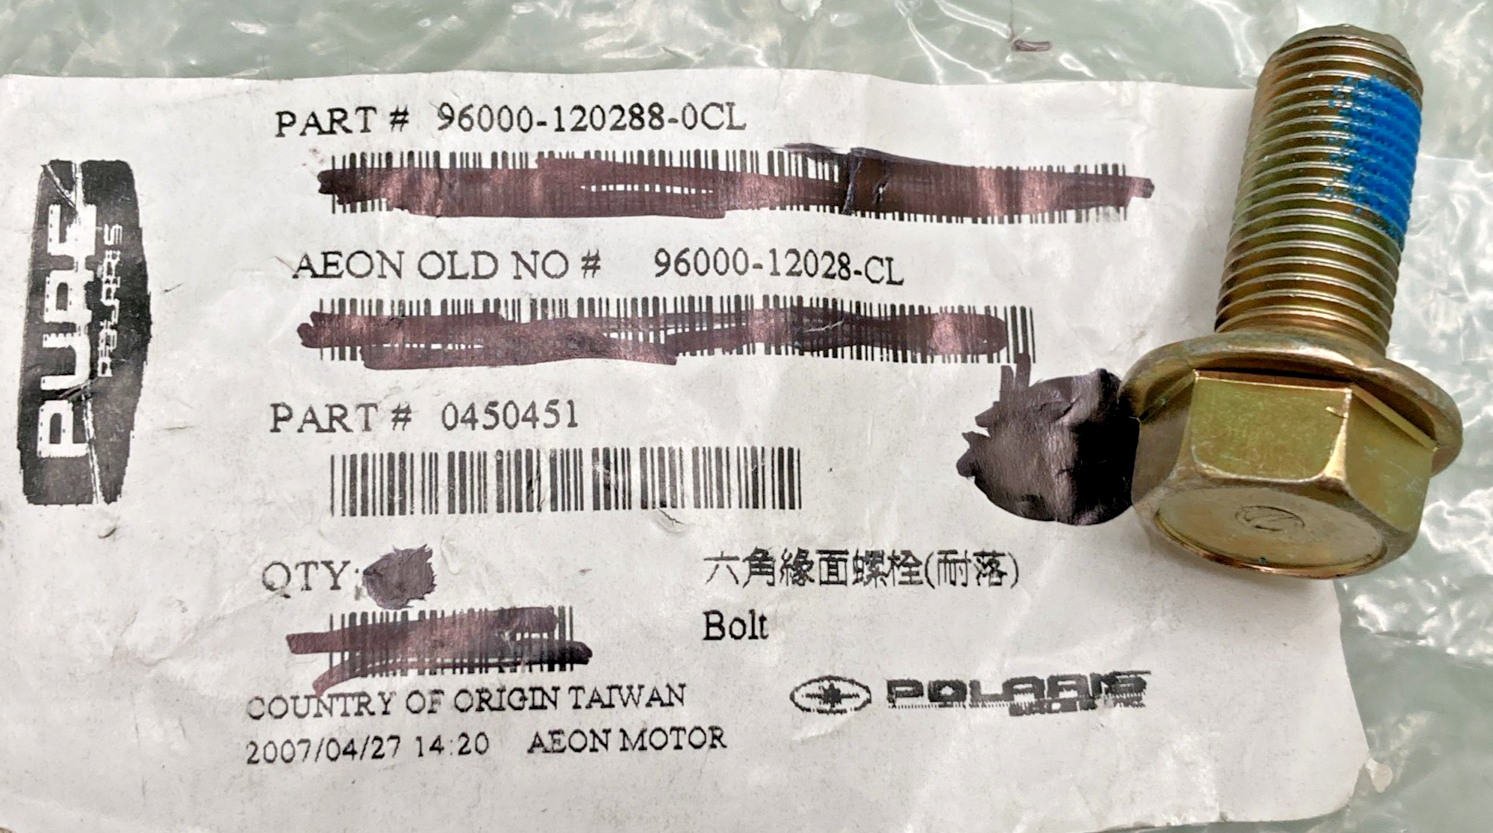 PURE
POLARIS
PART # 96000-120288-0CL
AEON OLD NO # 96000-12028-CL
PART # 0450451
QTY:
六角緣面螺栓(耐落)
Bolt
COUNTRY OF ORIGIN TAIWAN
POLARIS
2007/04/27 14:20 AEON MOTOR